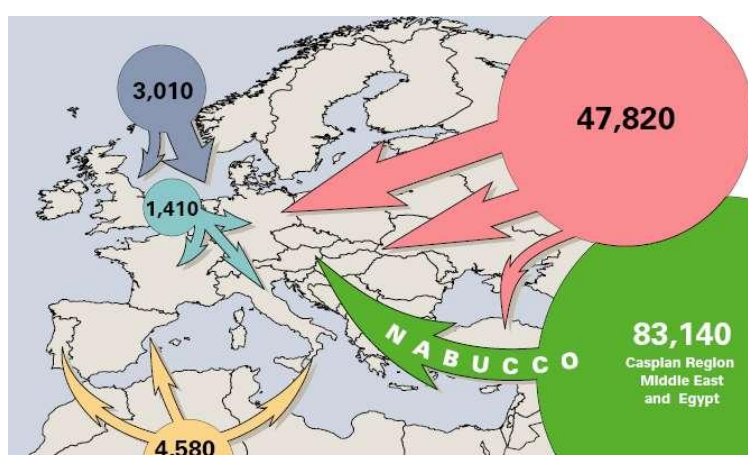 3,010
47,820
1,410
NABUCCO
83,140
Caspian Region
Middle East
and Egypt
4,580